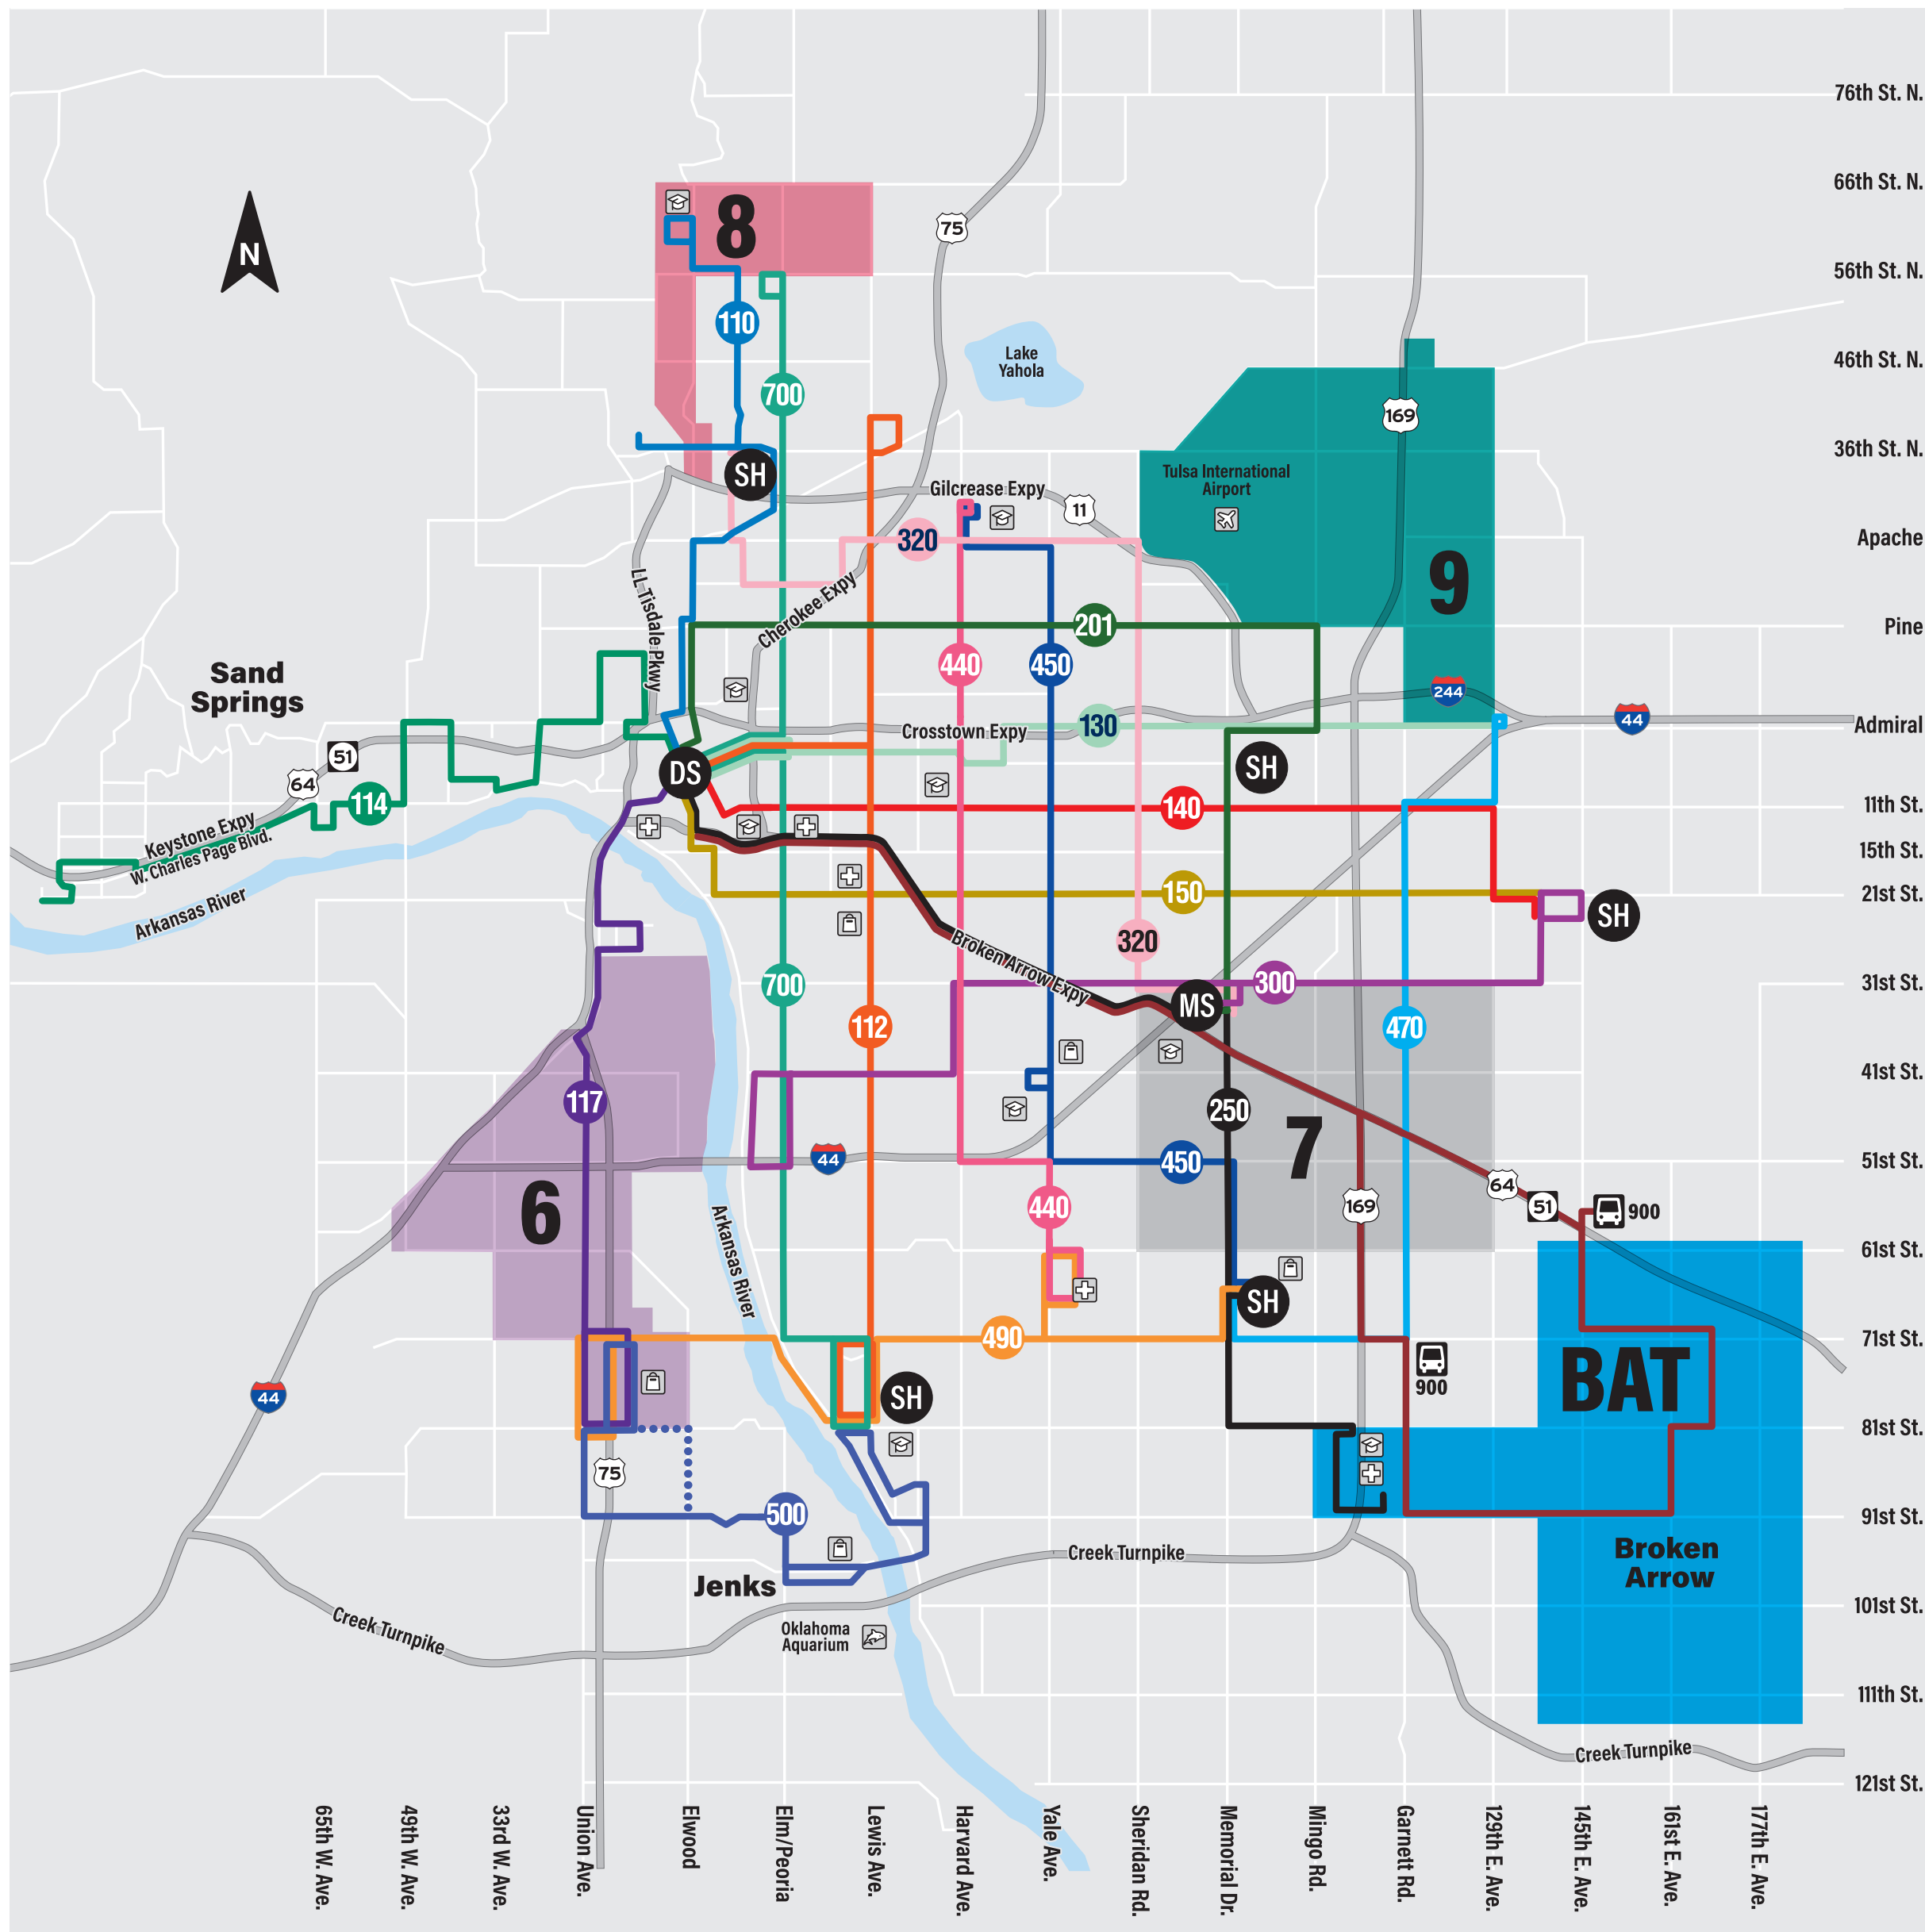 76th St. N.
66th St. N.
8
75
N
56th St. N.
110
Lake
Yahola
46th St. N.
700
169
36th St. N.
SH
Tulsa International
Airport
Gilcrease Expy
11
320
Apache
9
LL Tisdale Pkwy
Cherokee Expy
201
Pine
440
450
Sand
Springs
244
44
Crosstown Expy
130
Admiral
51
64
DS
SH
114
140
11th St.
Keystone Expy
W. Charles Page Blvd.
15th St.
150
21st St.
Arkansas River
SH
320
Broken Arrow Expy
700
300
31st St.
MS
112
470
41st St.
117
250
7
44
450
51st St.
64
6
440
169
51
900
Arkansas River
61st St.
SH
490
71st St.
900
BAT
44
SH
81st St.
75
500
91st St.
Creek Turnpike
Broken
Arrow
Jenks
101st St.
Creek Turnpike
Oklahoma
Aquarium
111th St.
Creek Turnpike
121st St.
65th W. Ave.
49th W. Ave.
33rd W. Ave.
Union Ave.
Elwood
Elm/Peoria
Lewis Ave.
Harvard Ave.
Yale Ave.
Sheridan Rd.
Memorial Dr.
Mingo Rd.
Garnett Rd.
129th E. Ave.
145th E. Ave.
161st E. Ave.
177th E. Ave.